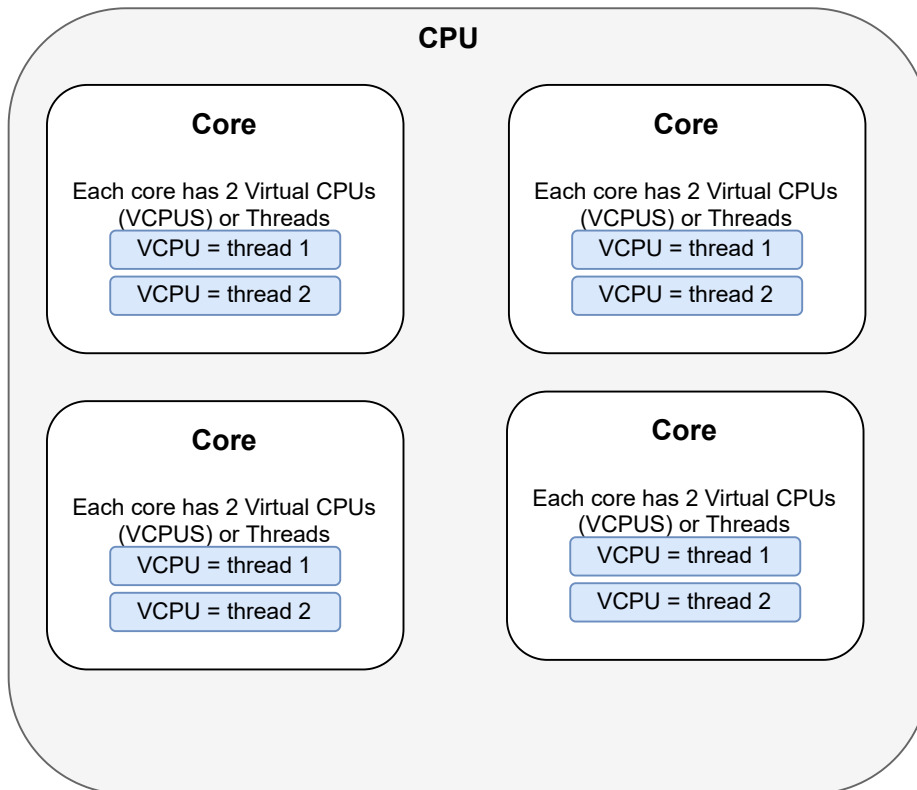 CPU
Core
Each core has 2 Virtual CPUs
(VCPUS) or Threads
VCPU = thread 1
VCPU = thread 2
Core
Each core has 2 Virtual CPUs
(VCPUS) or Threads
VCPU = thread 1
VCPU = thread 2
Core
Each core has 2 Virtual CPUs
(VCPUS) or Threads
VCPU = thread 1
VCPU = thread 2
Core
Each core has 2 Virtual CPUs
(VCPUS) or Threads
VCPU = thread 1
VCPU = thread 2